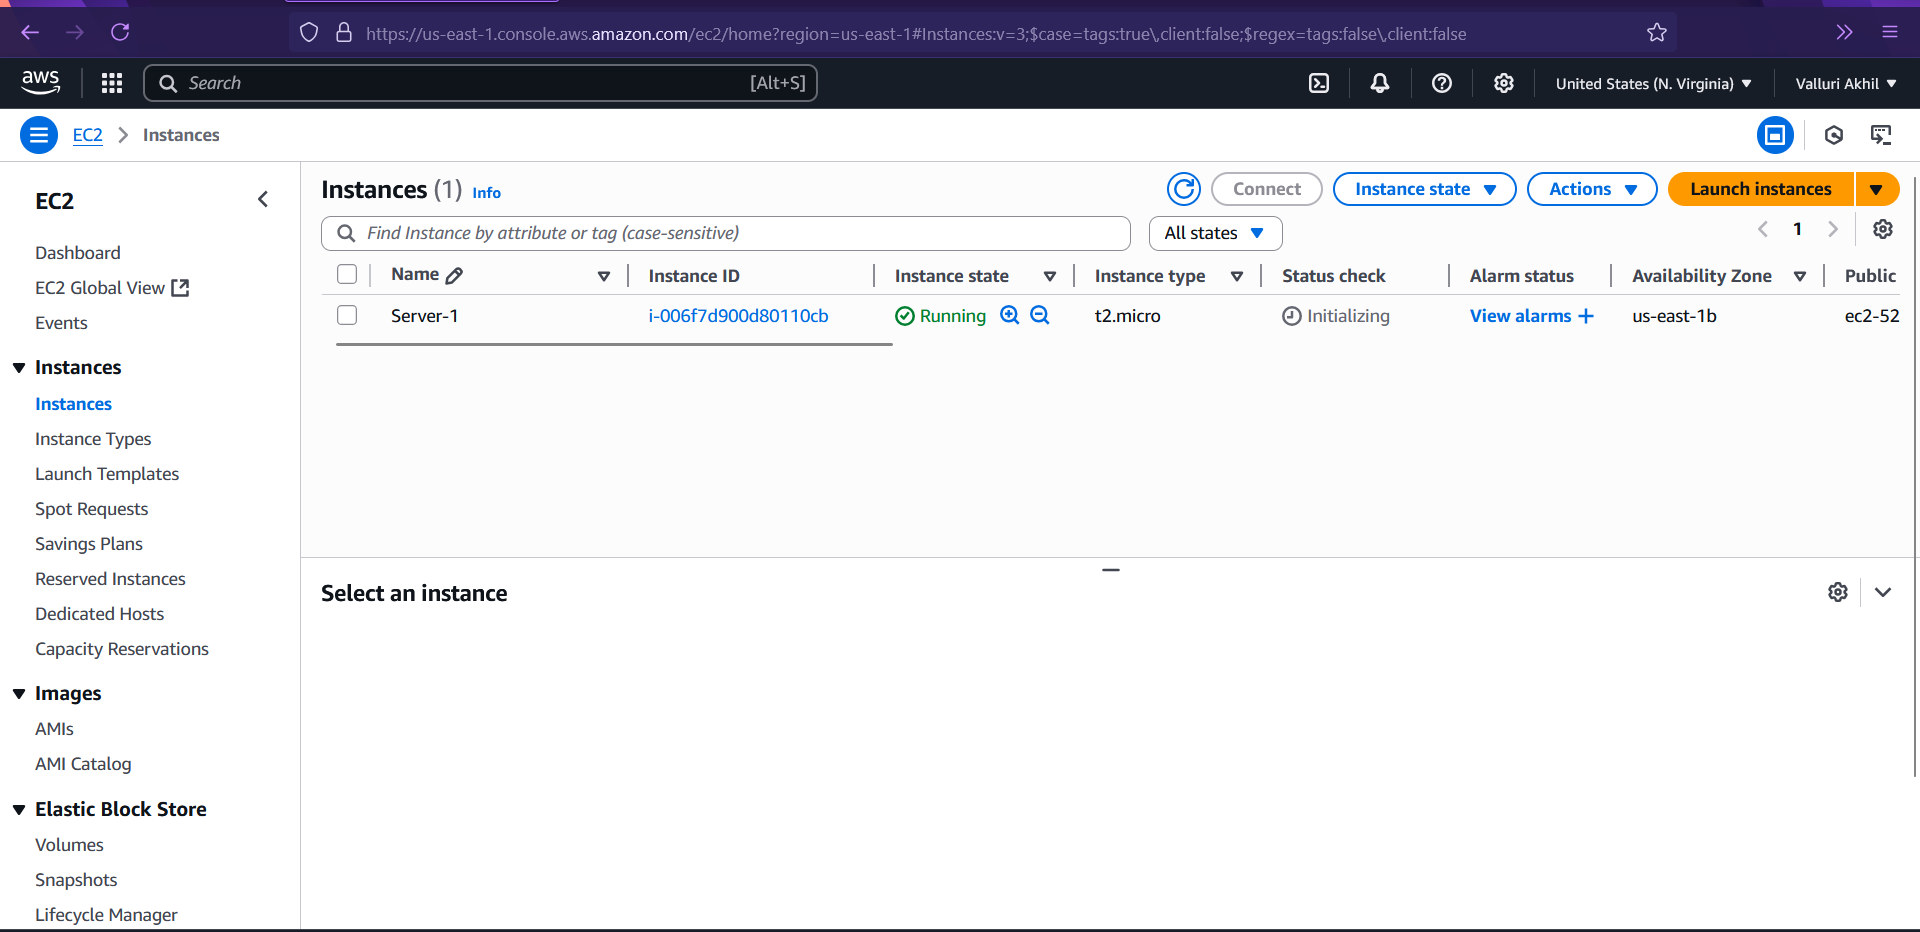 https://us-east-1.console.aws.amazon.com/ec2/home?region=us-east-1#Instances:v=3;$case=tags:true\,client:false;$regex=tags:false\,client:false
aws
Search [Alt+S]
United States (N. Virginia)
Valluri Akhil
EC2 Instances
EC2
Dashboard
EC2 Global View
Events
Instances
Instances
Instance Types
Launch Templates
Spot Requests
Savings Plans
Reserved Instances
Dedicated Hosts
Capacity Reservations
Images
AMIs
AMI Catalog
Elastic Block Store
Volumes
Snapshots
Lifecycle Manager
Instances (1) Info
Connect
Instance state
Actions
Launch instances
Find Instance by attribute or tag (case-sensitive)
All states
1
Name Instance ID Instance state Instance type Status check Alarm status Availability Zone Public
Server-1 i-006f7d900d80110cb Running t2.micro Initializing View alarms + us-east-1b ec2-52
Select an instance